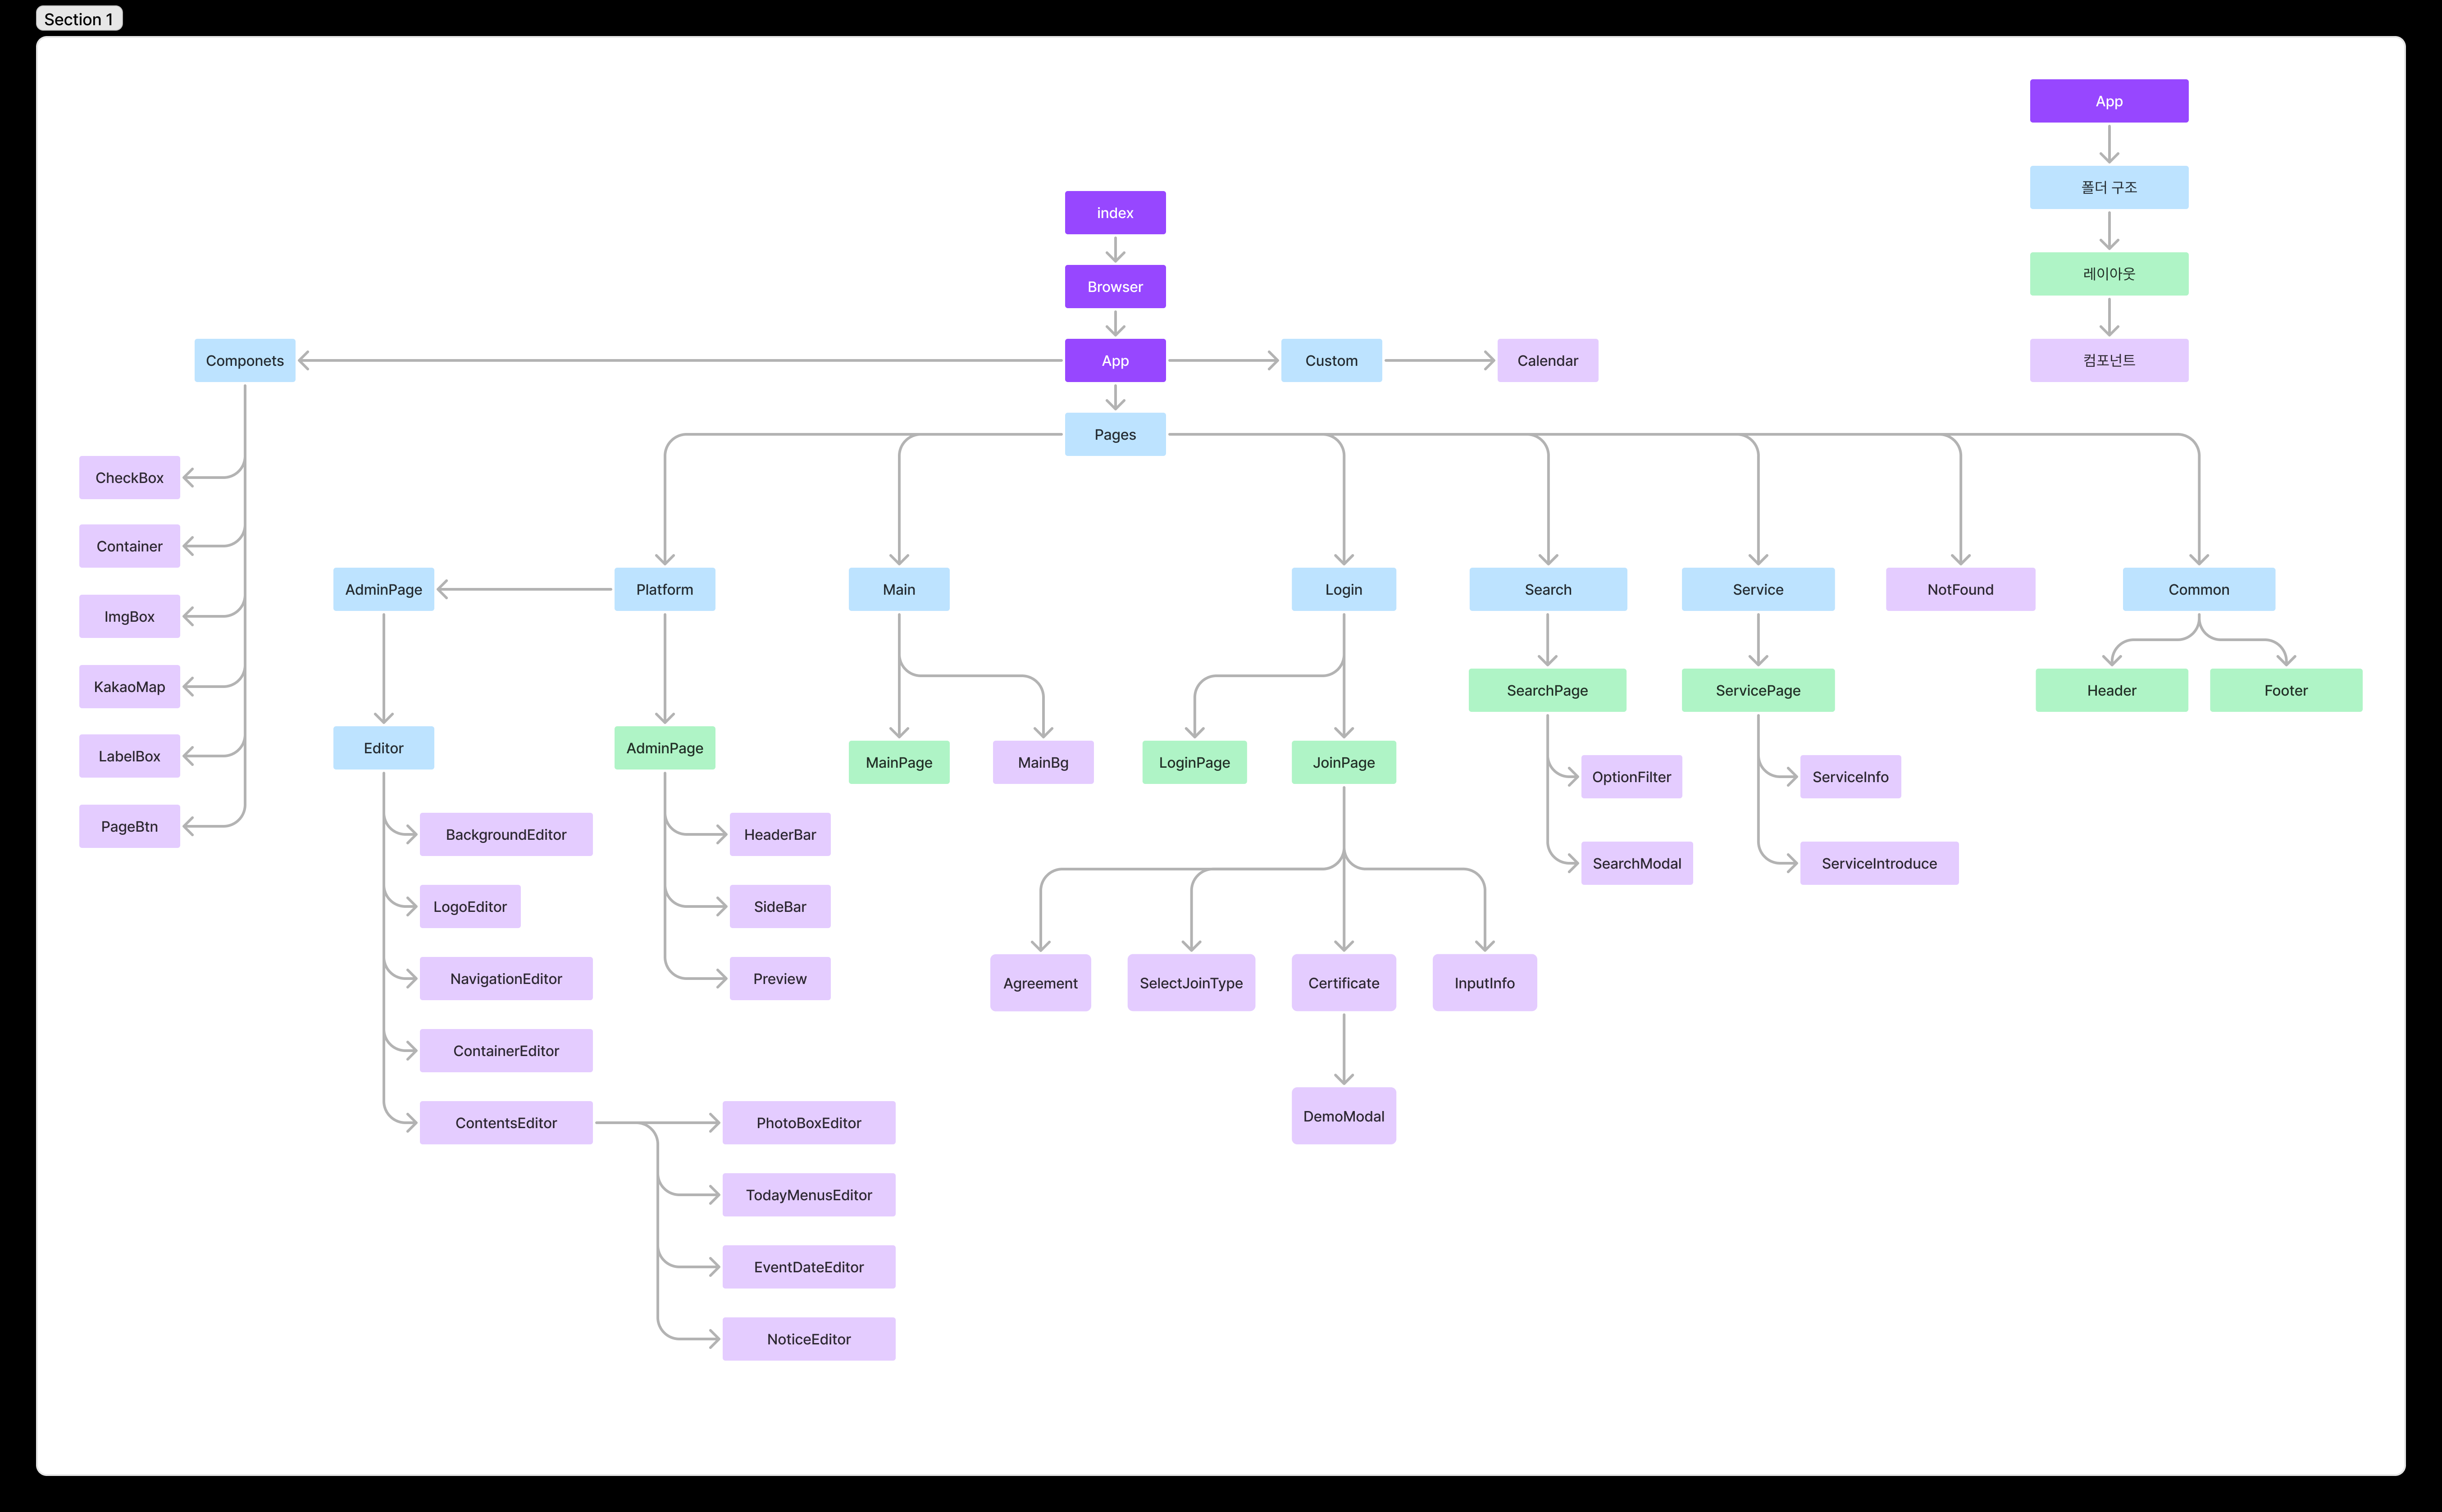 Section 1
App
폴더 구조
레이아웃
컴포넌트
index
Browser
Componets
App
Custom
Calendar
Pages
CheckBox
Container
ImgBox
KakaoMap
LabelBox
PageBtn
AdminPage
Platform
Main
Login
Search
Service
NotFound
Common
Editor
AdminPage
MainPage
MainBg
LoginPage
JoinPage
SearchPage
ServicePage
Header
Footer
OptionFilter
SearchModal
ServiceInfo
ServiceIntroduce
BackgroundEditor
LogoEditor
NavigationEditor
ContainerEditor
ContentsEditor
HeaderBar
SideBar
Preview
Agreement
SelectJoinType
Certificate
InputInfo
DemoModal
PhotoBoxEditor
TodayMenusEditor
EventDateEditor
NoticeEditor